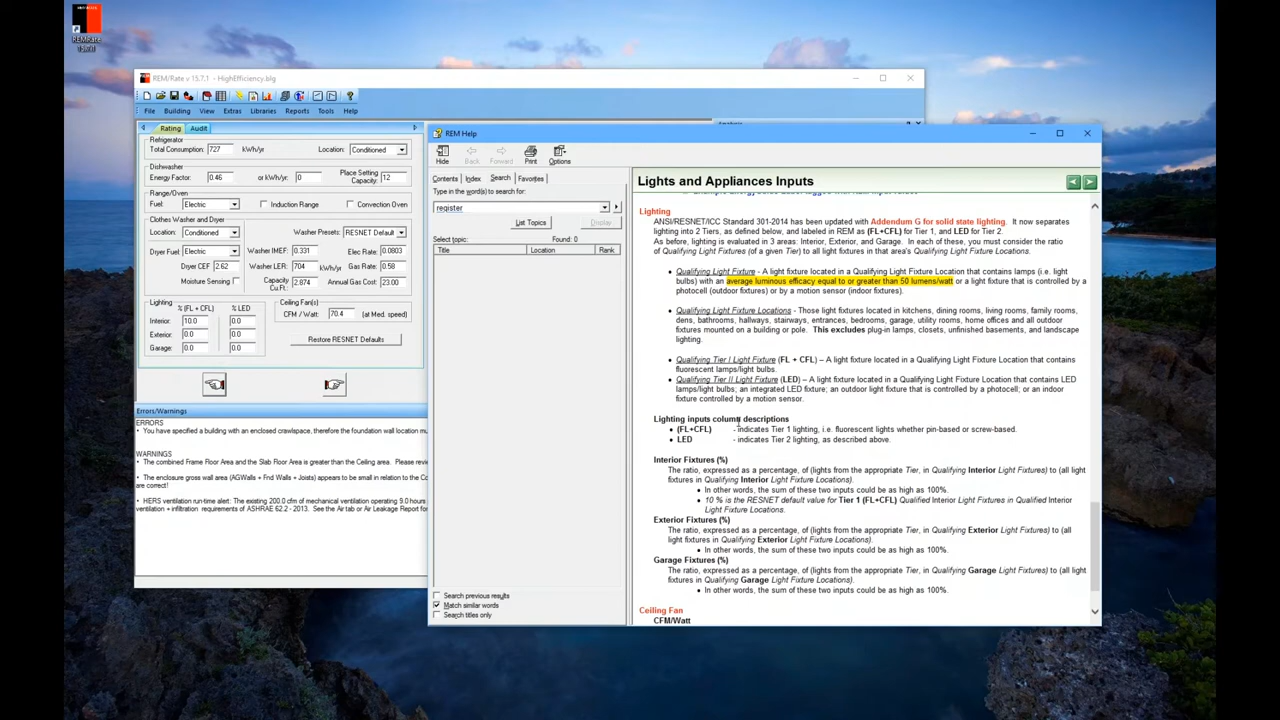 REM/Rate
15.7.1
REM/Rate v 15.7.1 - HighEfficiency.blg
File Building View Extras Libraries Reports Tools Help
Rating Audit
Refrigerator
Total Consumption: 727 kWh/yr Location: Conditioned
Dishwasher
Energy Factor: 0.46 or kWh/yr: 0 Place Setting Capacity: 12
Range/Oven
Fuel: Electric Induction Range Convection Oven
Clothes Washer and Dryer
Location: Conditioned Washer Presets: RESNET Default
Dryer Fuel: Electric Washer IMEF: 0.331 Elec Rate: 0.0803
Dryer CEF: 2.62 Washer LER: 704 kWh/yr Gas Rate: 0.58
Moisture Sensing Capacity Cu.Ft.: 2.874 Annual Gas Cost: 23.00
Lighting % (FL + CFL) % LED Ceiling Fan(s)
Interior: 10.0 0.0 CFM / Watt: 70.4 (at Med. speed)
Exterior: 0.0 0.0
Garage: 0.0 0.0 Restore RESNET Defaults
Errors/Warnings
ERRORS
• You have specified a building with an enclosed crawlspace, therefore the foundation wall location mus
WARNINGS
• The combined Frame Floor Area and the Slab Floor Area is greater than the Ceiling area. Please revie
• The enclosure gross wall area (AGWalls + Fnd Walls + Joists) appears to be small in relation to the Co
are correct!
• HERS ventilation run-time alert: The existing 200.0 cfm of mechanical ventilation operating 9.0 hours
ventilation + infiltration requirements of ASHRAE 62.2 - 2013. See the Air tab or Air Leakage Report for
REM Help
Hide Back Forward Print Options
Contents Index Search Favorites
Type in the word(s) to search for:
register
List Topics Display
Select topic: Found: 0
Title Location Rank
Search previous results
Match similar words
Search titles only
Lights and Appliances Inputs
Lighting
ANSI/RESNET/ICC Standard 301-2014 has been updated with Addendum G for solid state lighting. It now separates
lighting into 2 Tiers, as defined below, and labeled in REM as (FL+CFL) for Tier 1, and LED for Tier 2.
As before, lighting is evaluated in 3 areas: Interior, Exterior, and Garage. In each of these, you must consider the ratio
of Qualifying Light Fixtures (of a given Tier) to all light fixtures in that area's Qualifying Light Fixture Locations.
• Qualifying Light Fixture - A light fixture located in a Qualifying Light Fixture Location that contains lamps (i.e. light
bulbs) with an average luminous efficacy equal to or greater than 50 lumens/watt or a light fixture that is controlled by a
photocell (outdoor fixtures) or by a motion sensor (indoor fixtures).
• Qualifying Light Fixture Locations - Those light fixtures located in kitchens, dining rooms, living rooms, family rooms,
dens, bathrooms, hallways, stairways, entrances, bedrooms, garage, utility rooms, home offices and all outdoor
fixtures mounted on a building or pole. This excludes plug-in lamps, closets, unfinished basements, and landscape
lighting.
• Qualifying Tier I Light Fixture (FL + CFL) – A light fixture located in a Qualifying Light Fixture Location that contains
fluorescent lamps/light bulbs.
• Qualifying Tier II Light Fixture (LED) – A light fixture located in a Qualifying Light Fixture Location that contains LED
lamps/light bulbs; an integrated LED fixture; an outdoor light fixture that is controlled by a photocell; or an indoor
fixture controlled by a motion sensor.
Lighting inputs column descriptions
• (FL+CFL) - indicates Tier 1 lighting, i.e. fluorescent lights whether pin-based or screw-based.
• LED - indicates Tier 2 lighting, as described above.
Interior Fixtures (%)
The ratio, expressed as a percentage, of (lights from the appropriate Tier, in Qualifying Interior Light Fixtures) to (all light
fixtures in Qualifying Interior Light Fixture Locations).
• In other words, the sum of these two inputs could be as high as 100%.
• 10 % is the RESNET default value for Tier 1 (FL+CFL) Qualified Interior Light Fixtures in Qualified Interior
Light Fixture Locations.
Exterior Fixtures (%)
The ratio, expressed as a percentage, of (lights from the appropriate Tier, in Qualifying Exterior Light Fixtures) to (all
light fixtures in Qualifying Exterior Light Fixture Locations).
• In other words, the sum of these two inputs could be as high as 100%.
Garage Fixtures (%)
The ratio, expressed as a percentage, of (lights from the appropriate Tier, in Qualifying Garage Light Fixtures) to (all light
fixtures in Qualifying Garage Light Fixture Locations).
• In other words, the sum of these two inputs could be as high as 100%.
Ceiling Fan
CFM/Watt